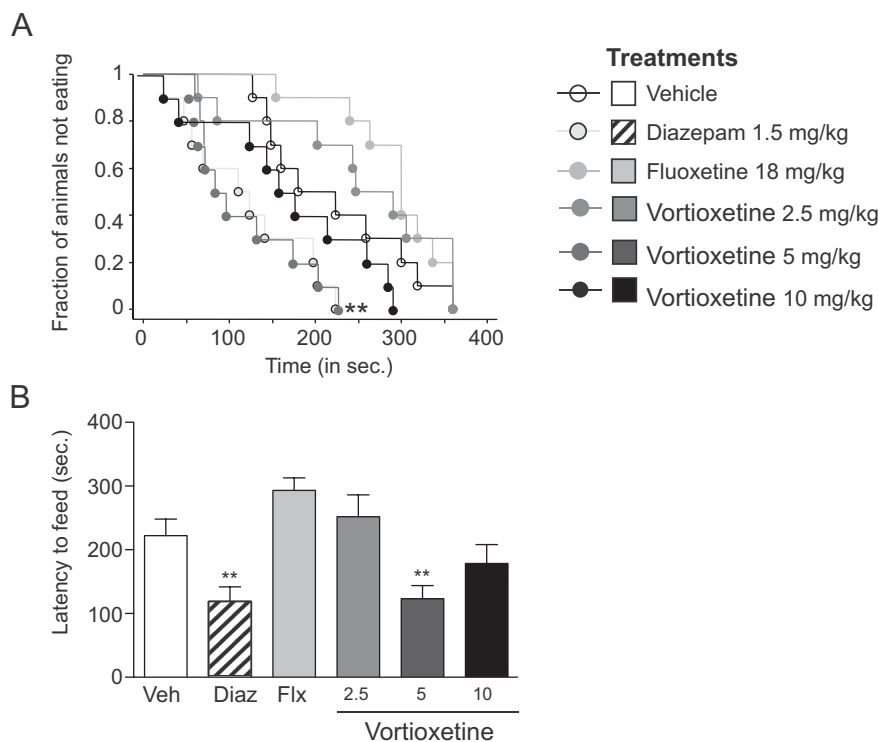 A
Fraction of animals not eating
1
0.8
0.6
0.4
0.2
0
**
0
100
200
300
400
Time (in sec.)
Treatments
Vehicle
Diazepam 1.5 mg/kg
Fluoxetine 18 mg/kg
Vortioxetine 2.5 mg/kg
Vortioxetine 5 mg/kg
Vortioxetine 10 mg/kg
B
Latency to feed (sec.)
400
300
200
100
0
**
**
Veh
Diaz
Flx
2.5
5
10
Vortioxetine